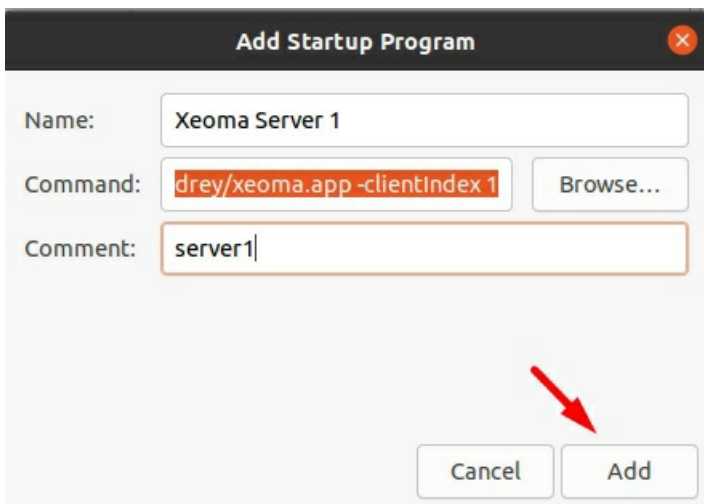 Add Startup Program
Name: Xeoma Server 1
Command: drey/xeoma.app -clientIndex 1 Browse...
Comment: server1
Cancel Add